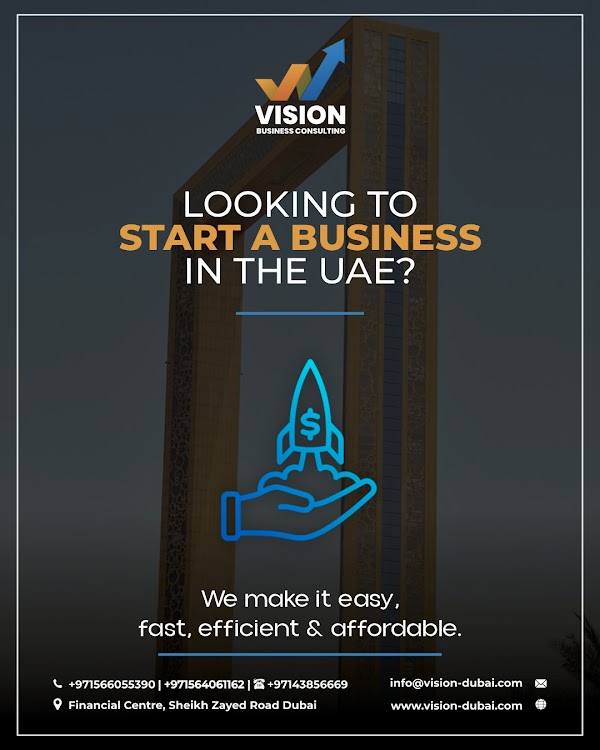 VISION
BUSINESS CONSULTING
LOOKING TO
START A BUSINESS
IN THE UAE?
$
We make it easy,
fast, efficient & affordable.
+971566055390 | +971564061162 | +97143856669
info@vision-dubai.com
Financial Centre, Sheikh Zayed Road Dubai
www.vision-dubai.com